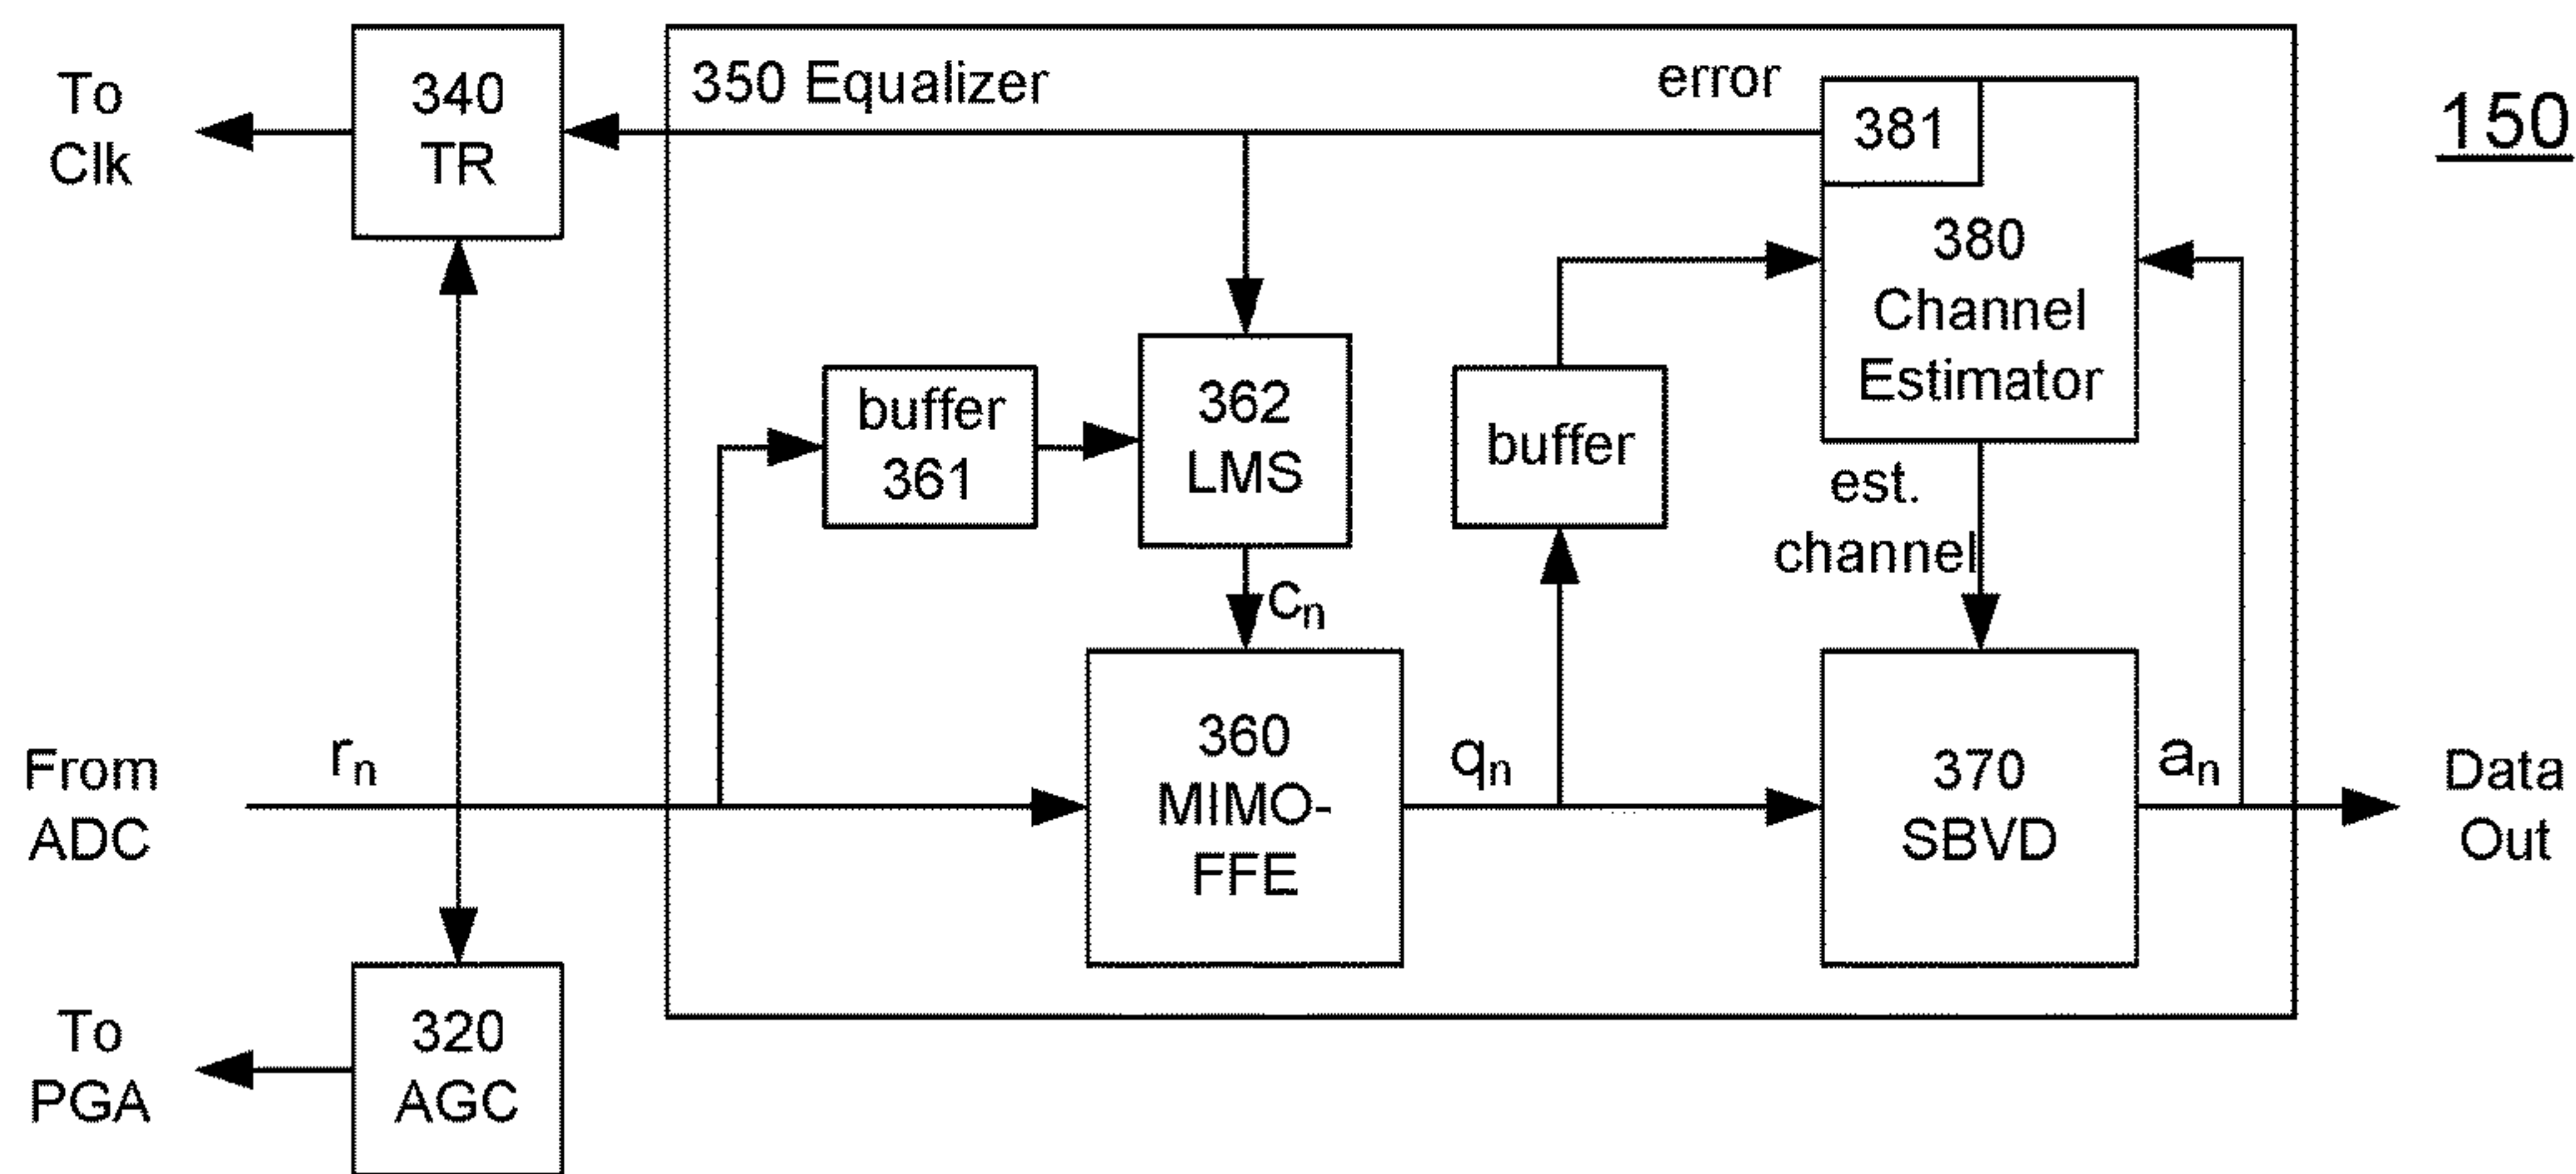 To
Clk
340
TR
350 Equalizer
error
381
150
380
Channel
Estimator
buffer
361
362
LMS
buffer
est.
channel
cn
From
ADC
rn
360
MIMO-
FFE
qn
370
SBVD
an
Data
Out
To
PGA
320
AGC